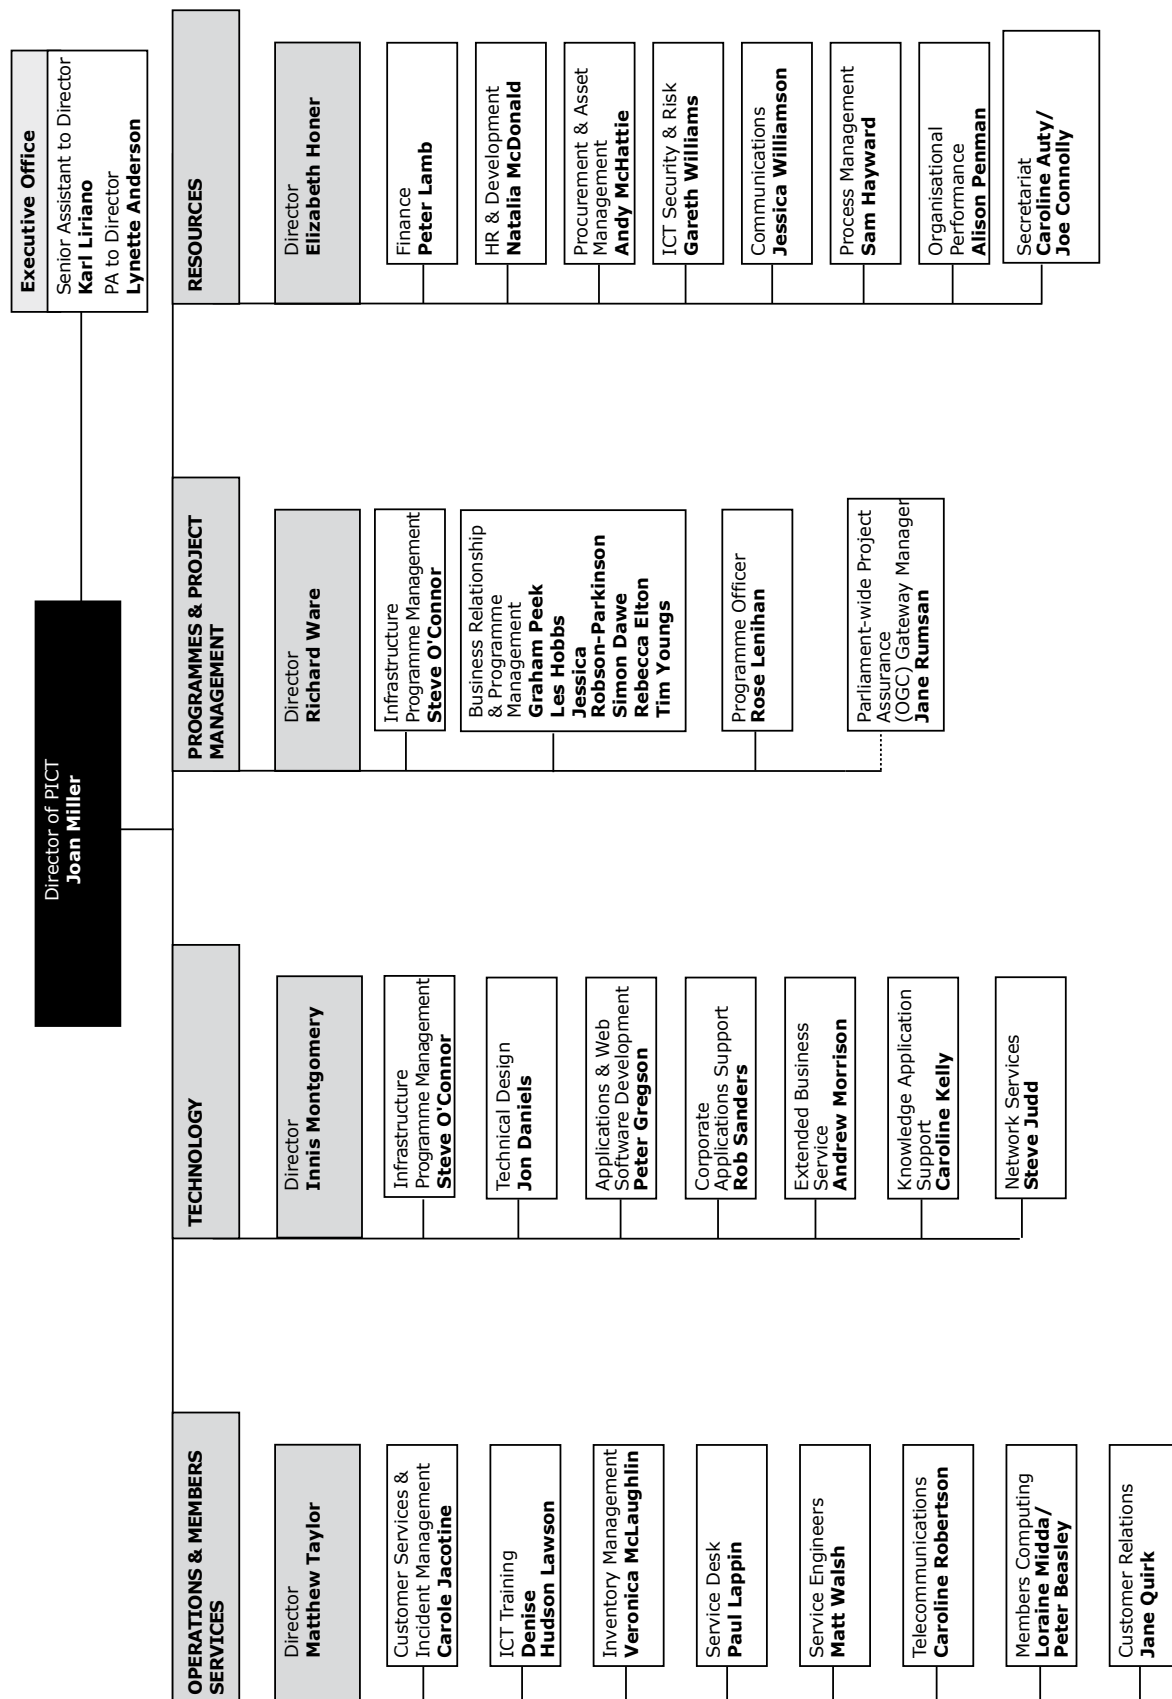 Director of PICT
Joan Miller
Executive Office
Senior Assistant to Director
Karl Liriano
PA to Director
Lynette Anderson
OPERATIONS & MEMBERS
SERVICES
Director
Matthew Taylor
Customer Services &
Incident Management
Carole Jacotine
ICT Training
Denise
Hudson Lawson
Inventory Management
Veronica McLaughlin
Service Desk
Paul Lappin
Service Engineers
Matt Walsh
Telecommunications
Caroline Robertson
Members Computing
Loraine Midda/
Peter Beasley
Customer Relations
Jane Quirk
TECHNOLOGY
Director
Innis Montgomery
Infrastructure
Programme Management
Steve O'Connor
Technical Design
Jon Daniels
Applications & Web
Software Development
Peter Gregson
Corporate
Applications Support
Rob Sanders
Extended Business
Service
Andrew Morrison
Knowledge Application
Support
Caroline Kelly
Network Services
Steve Judd
PROGRAMMES & PROJECT
MANAGEMENT
Director
Richard Ware
Infrastructure
Programme Management
Steve O'Connor
Business Relationship
& Programme
Management
Graham Peek
Les Hobbs
Jessica
Robson-Parkinson
Simon Dawe
Rebecca Elton
Tim Youngs
Programme Officer
Rose Lenihan
Parliament-wide Project
Assurance
(OGC) Gateway Manager
Jane Rumsan
RESOURCES
Director
Elizabeth Honer
Finance
Peter Lamb
HR & Development
Natalia McDonald
Procurement & Asset
Management
Andy McHattie
ICT Security & Risk
Gareth Williams
Communications
Jessica Williamson
Process Management
Sam Hayward
Organisational
Performance
Alison Penman
Secretariat
Caroline Auty/
Joe Connolly